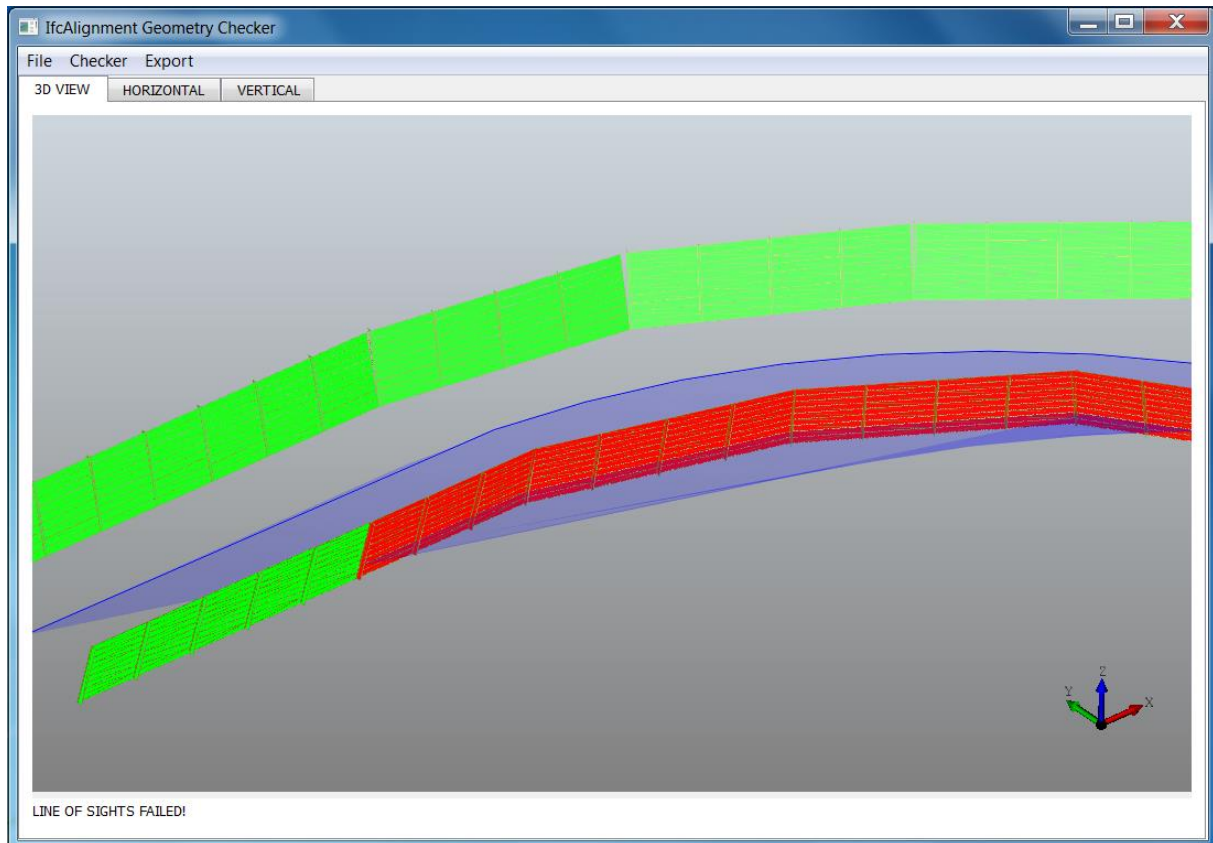 IfcAlignment Geometry Checker
File Checker Export
3D VIEW HORIZONTAL VERTICAL
Z
Y X
LINE OF SIGHTS FAILED!